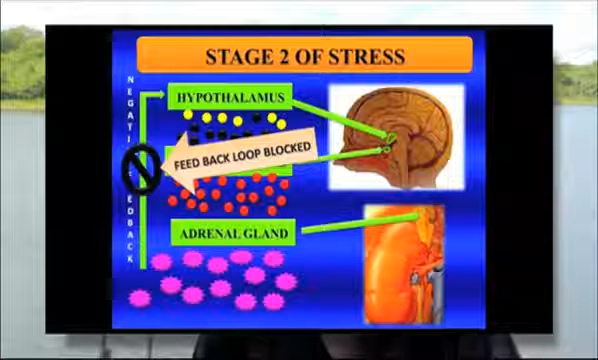 STAGE 2 OF STRESS
HYPOTHALAMUS
FEED BACK LOOP BLOCKED
ADRENAL GLAND
NEGATI
EDBACK